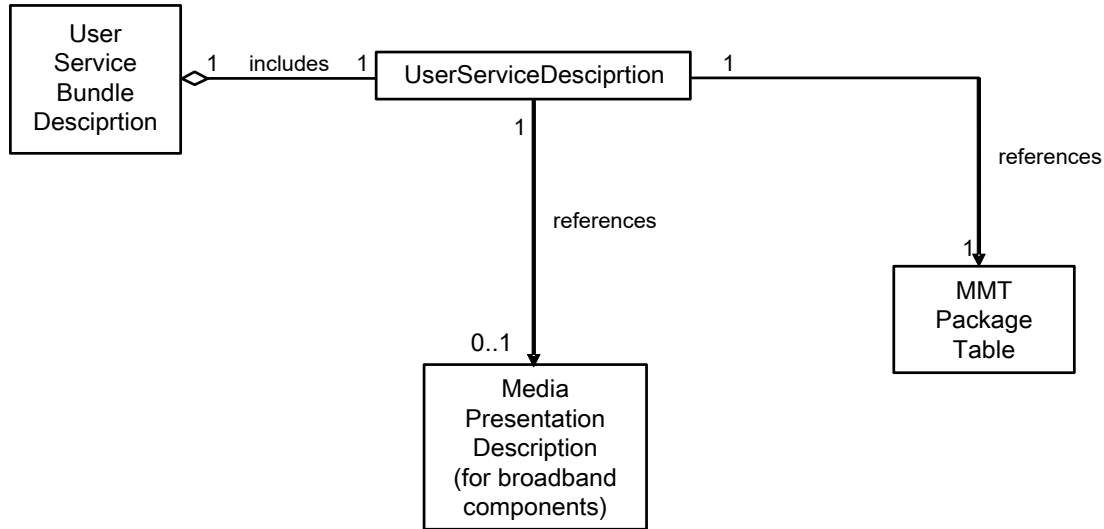 User
Service
Bundle
Desciprtion
1
includes
1
UserServiceDesciprtion
1
1
references
references
1
MMT
Package
Table
0..1
Media
Presentation
Description
(for broadband
components)